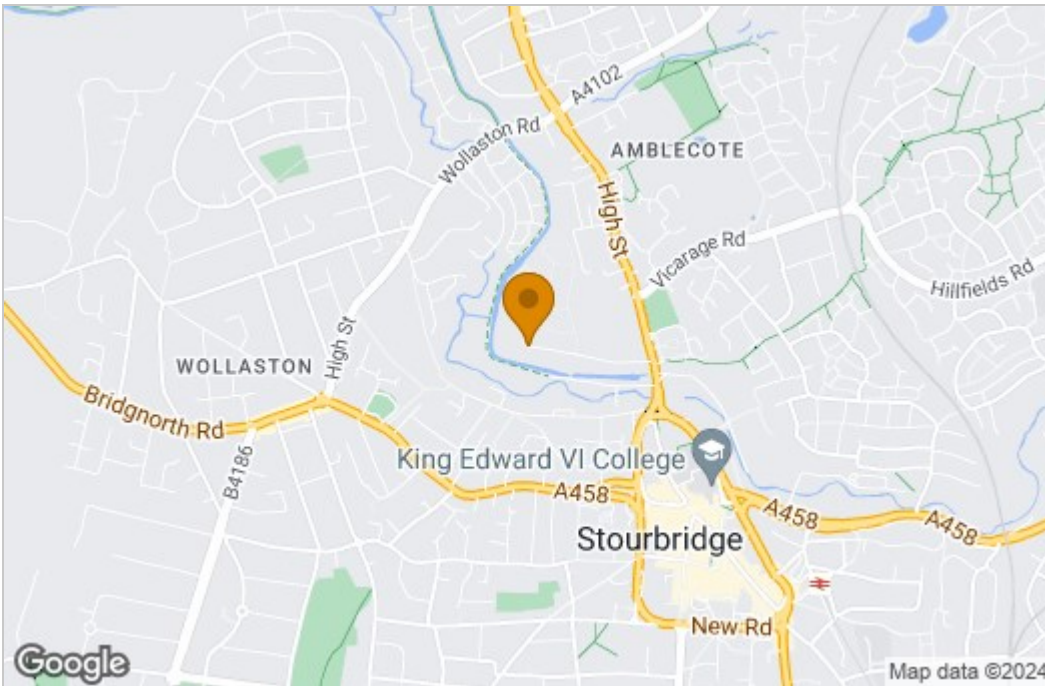 A4102
Wollaston Rd
AMBLECOTE
High St
Vicarage Rd
Hillfields Rd
WOLLASTON
High St
Bridgnorth Rd
B4186
King Edward VI College
A458
A458
A458
Stourbridge
New Rd
Google
Map data ©2024